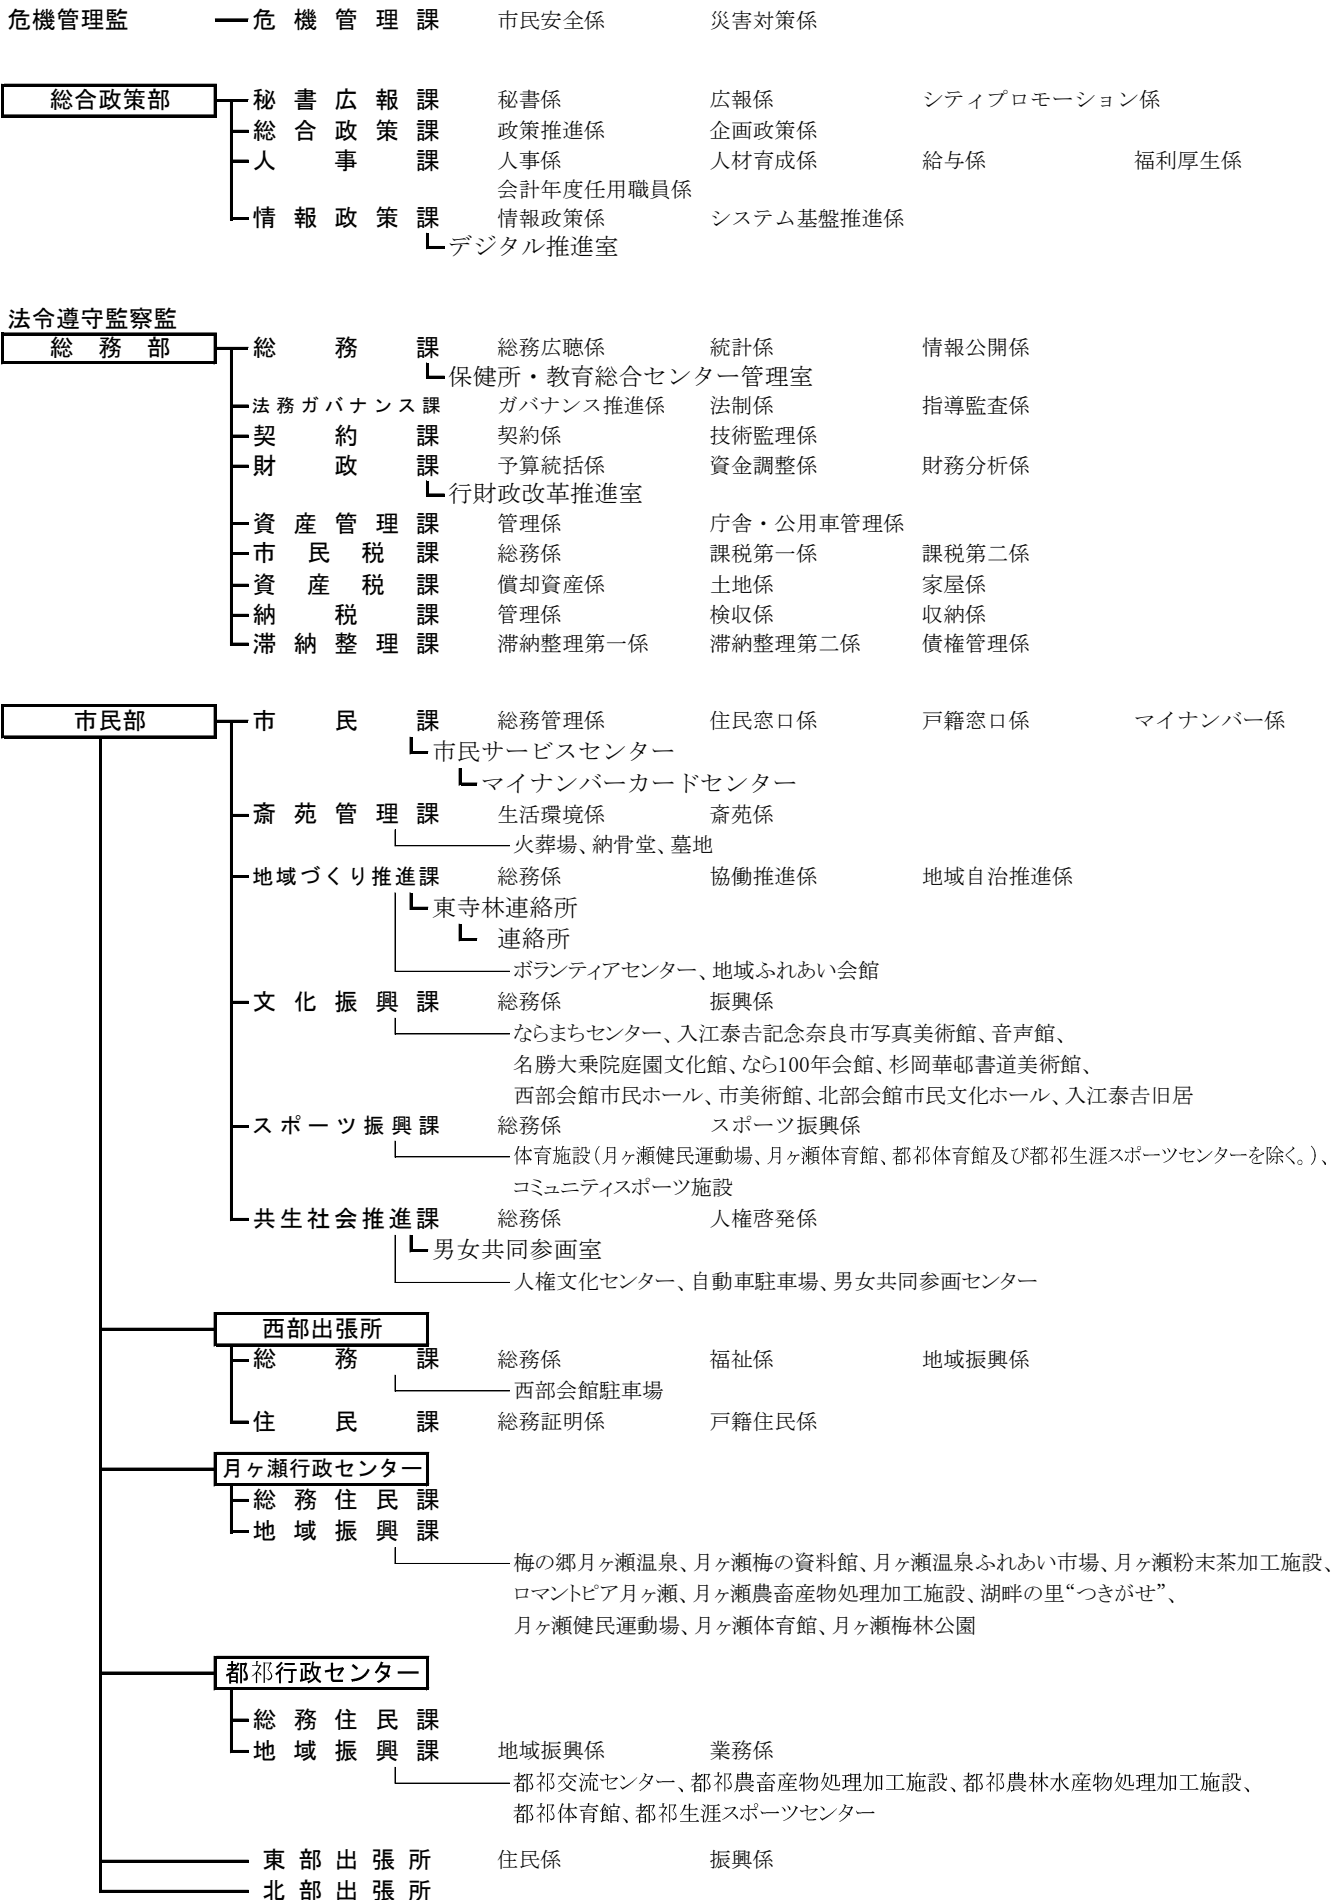 危機管理監 危機管理課 市民安全係 災害対策係
総合政策部 秘書広報課 秘書係 広報係 シティプロモーション係
総合政策課 政策推進係 企画政策係
人事課 人事係 人材育成係 給与係 福利厚生係
会計年度任用職員係
情報政策課 情報政策係 システム基盤推進係
デジタル推進室
法令遵守監察監
総務部 総務課 総務広聴係 統計係 情報公開係
保健所・教育総合センター管理室
法務ガバナンス課 ガバナンス推進係 法制係 指導監査係
契約課 契約係 技術監理係
財政課 予算統括係 資金調整係 財務分析係
行財政改革推進室
資産管理課 管理係 庁舎・公用車管理係
市民税課 総務係 課税第一係 課税第二係
資産税課 償却資産係 土地係 家屋係
納税課 管理係 検収係 収納係
滞納整理課 滞納整理第一係 滞納整理第二係 債権管理係
市民部 市民課 総務管理係 住民窓口係 戸籍窓口係 マイナンバー係
市民サービスセンター
マイナンバーカードセンター
斎苑管理課 生活環境係 斎苑係
火葬場、納骨堂、墓地
地域づくり推進課 総務係 協働推進係 地域自治推進係
東寺林連絡所
連絡所
ボランティアセンター、地域ふれあい会館
文化振興課 総務係 振興係
ならまちセンター、入江泰𠮷記念奈良市写真美術館、音声館、
名勝大乗院庭園文化館、なら100年会館、杉岡華邨書道美術館、
西部会館市民ホール、市美術館、北部会館市民文化ホール、入江泰𠮷旧居
スポーツ振興課 総務係 スポーツ振興係
体育施設（月ヶ瀬健民運動場、月ヶ瀬体育館、都祁体育館及び都祁生涯スポーツセンターを除く。）、
コミュニティスポーツ施設
共生社会推進課 総務係 人権啓発係
男女共同参画室
人権文化センター、自動車駐車場、男女共同参画センター
西部出張所
総務課 総務係 福祉係 地域振興係
西部会館駐車場
住民課 総務証明係 戸籍住民係
月ヶ瀬行政センター
総務住民課
地域振興課
梅の郷月ヶ瀬温泉、月ヶ瀬梅の資料館、月ヶ瀬温泉ふれあい市場、月ヶ瀬粉末茶加工施設、
ロマントピア月ヶ瀬、月ヶ瀬農畜産物処理加工施設、湖畔の里“つきがせ”、
月ヶ瀬健民運動場、月ヶ瀬体育館、月ヶ瀬梅林公園
都祁行政センター
総務住民課
地域振興課 地域振興係 業務係
都祁交流センター、都祁農畜産物処理加工施設、都祁農林水産物処理加工施設、
都祁体育館、都祁生涯スポーツセンター
東部出張所 住民係 振興係
北部出張所